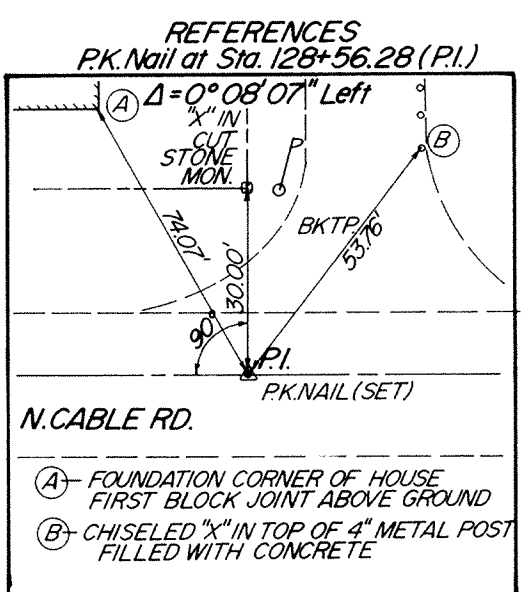 REFERENCES
P.K. Nail at Sta. 128+56.28 (P.I.)
A
Δ=0°08'07" Left
"X" IN
CUT
STONE
MON.
P
B
74.07'
30.00'
BKTP.
53.76'
90°
P.I.
P.K. NAIL (SET)
N. CABLE RD.
A - FOUNDATION CORNER OF HOUSE
FIRST BLOCK JOINT ABOVE GROUND
B - CHISELED "X" IN TOP OF 4" METAL POST
FILLED WITH CONCRETE